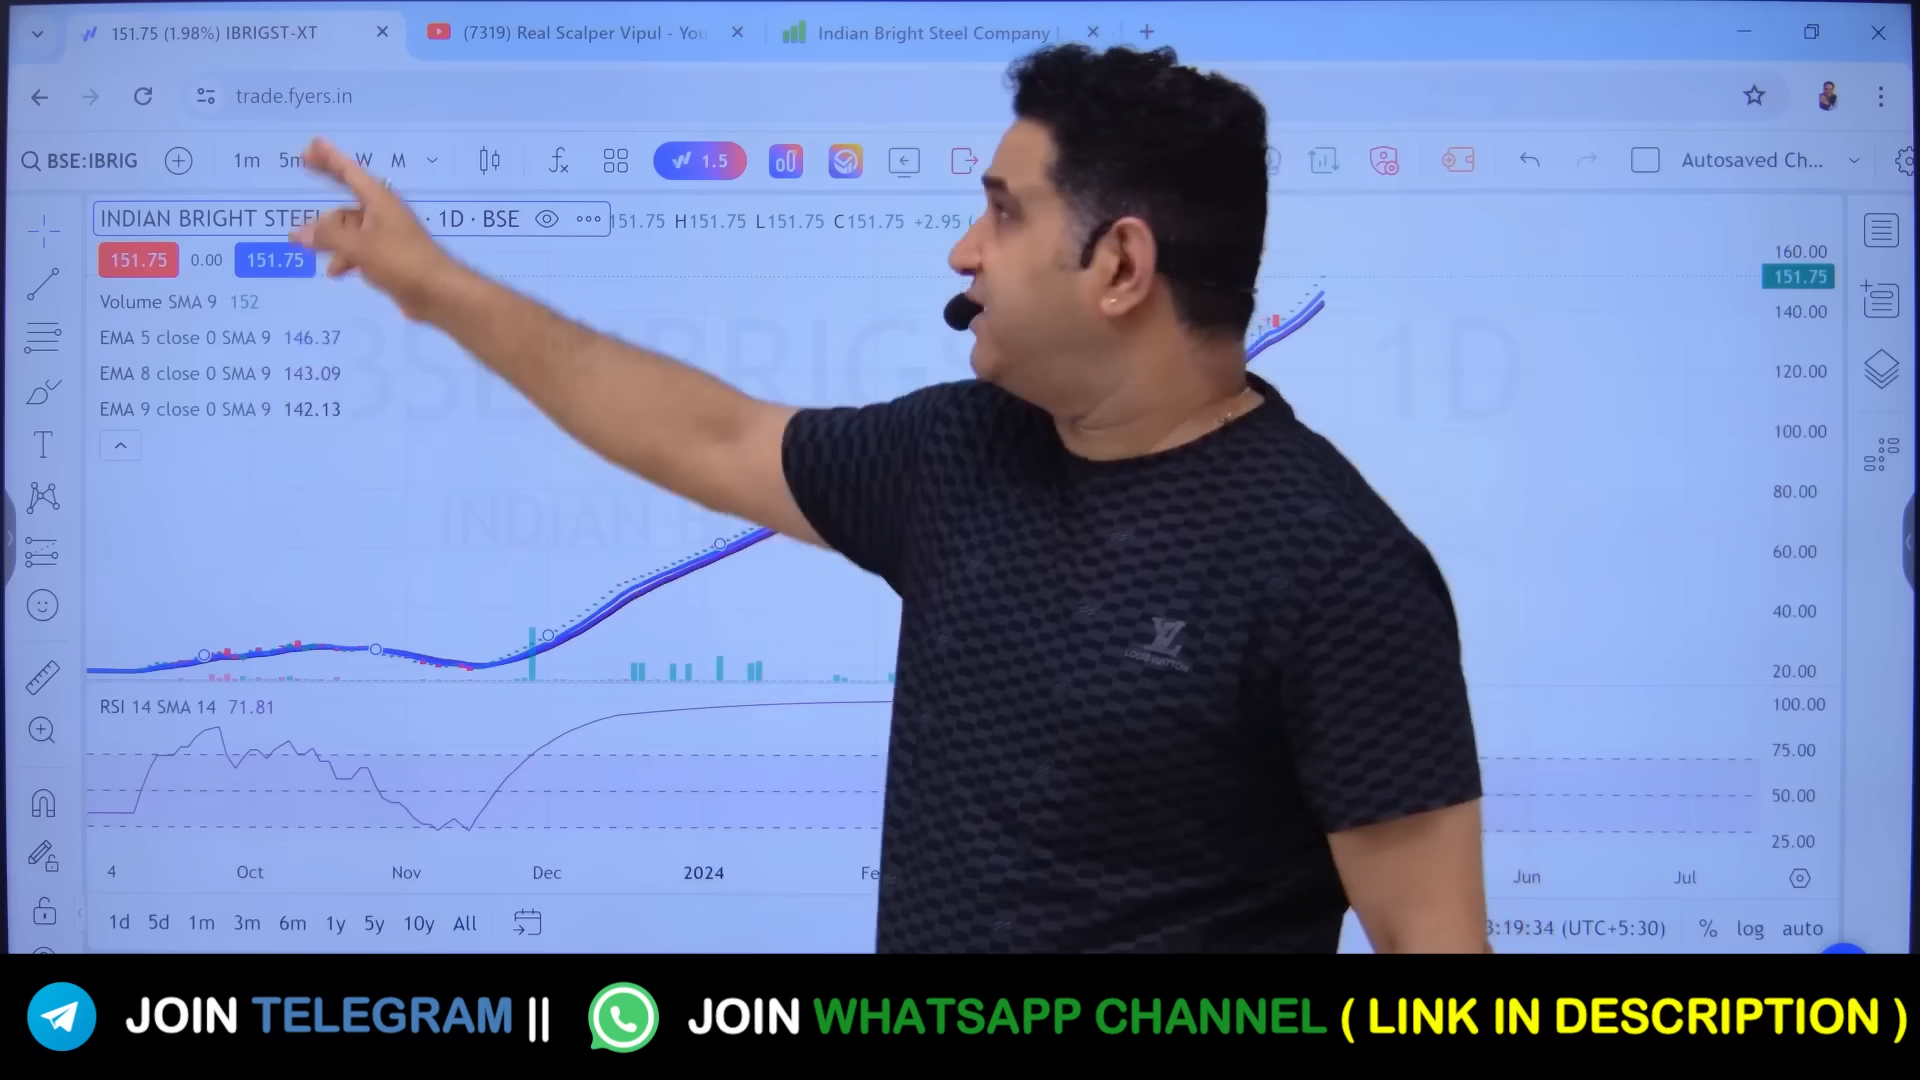 151.75 (1.98%) IBRIGST-XT
(7319) Real Scalper Vipul - You
Indian Bright Steel Company |
trade.fyers.in
BSE:IBRIG
1m 5m W M
1.5
Autosaved Ch...
INDIAN BRIGHT STEEL · 1D · BSE
151.75 H151.75 L151.75 C151.75 +2.95 (
151.75 0.00 151.75
Volume SMA 9 152
EMA 5 close 0 SMA 9 146.37
EMA 8 close 0 SMA 9 143.09
EMA 9 close 0 SMA 9 142.13
1D
INDIAN B
160.00
151.75
140.00
120.00
100.00
80.00
60.00
40.00
20.00
RSI 14 SMA 14 71.81
100.00
75.00
50.00
25.00
4 Oct Nov Dec 2024 Fe Jun Jul
1d 5d 1m 3m 6m 1y 5y 10y All
3:19:34 (UTC+5:30) % log auto
LOUIS VUITTON
JOIN TELEGRAM || JOIN WHATSAPP CHANNEL ( LINK IN DESCRIPTION )